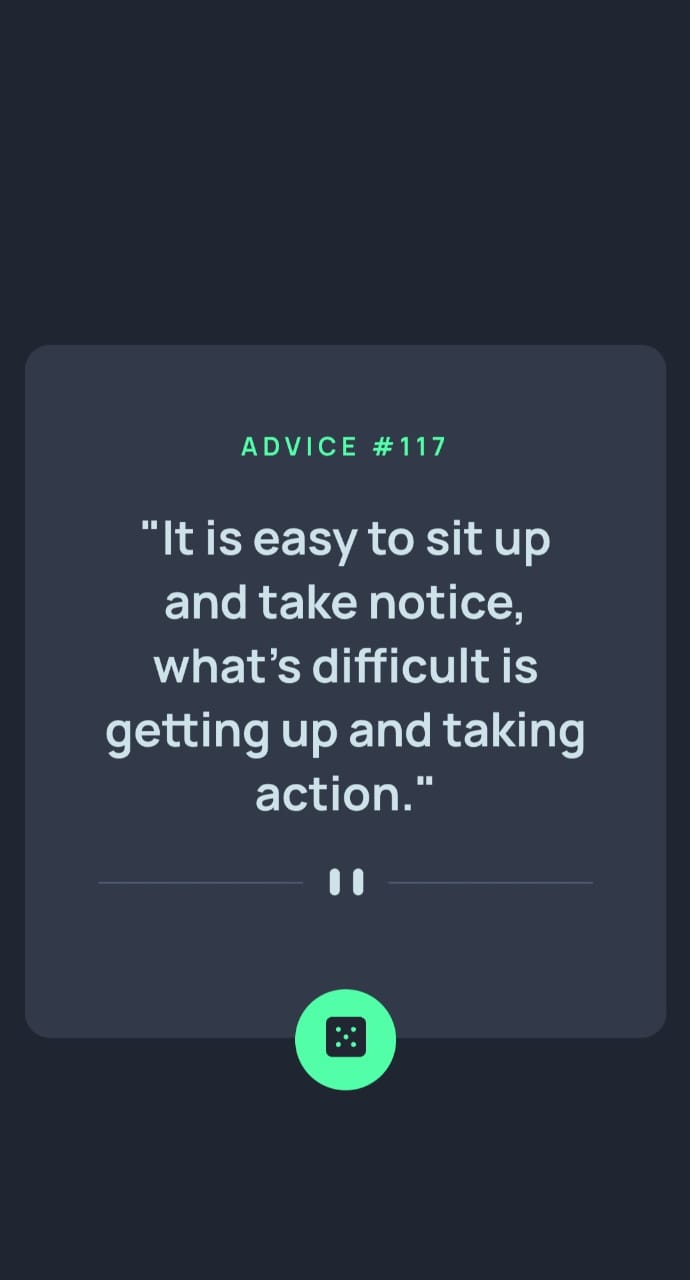 ADVICE #117
"It is easy to sit up
and take notice,
what’s difficult is
getting up and taking
action."